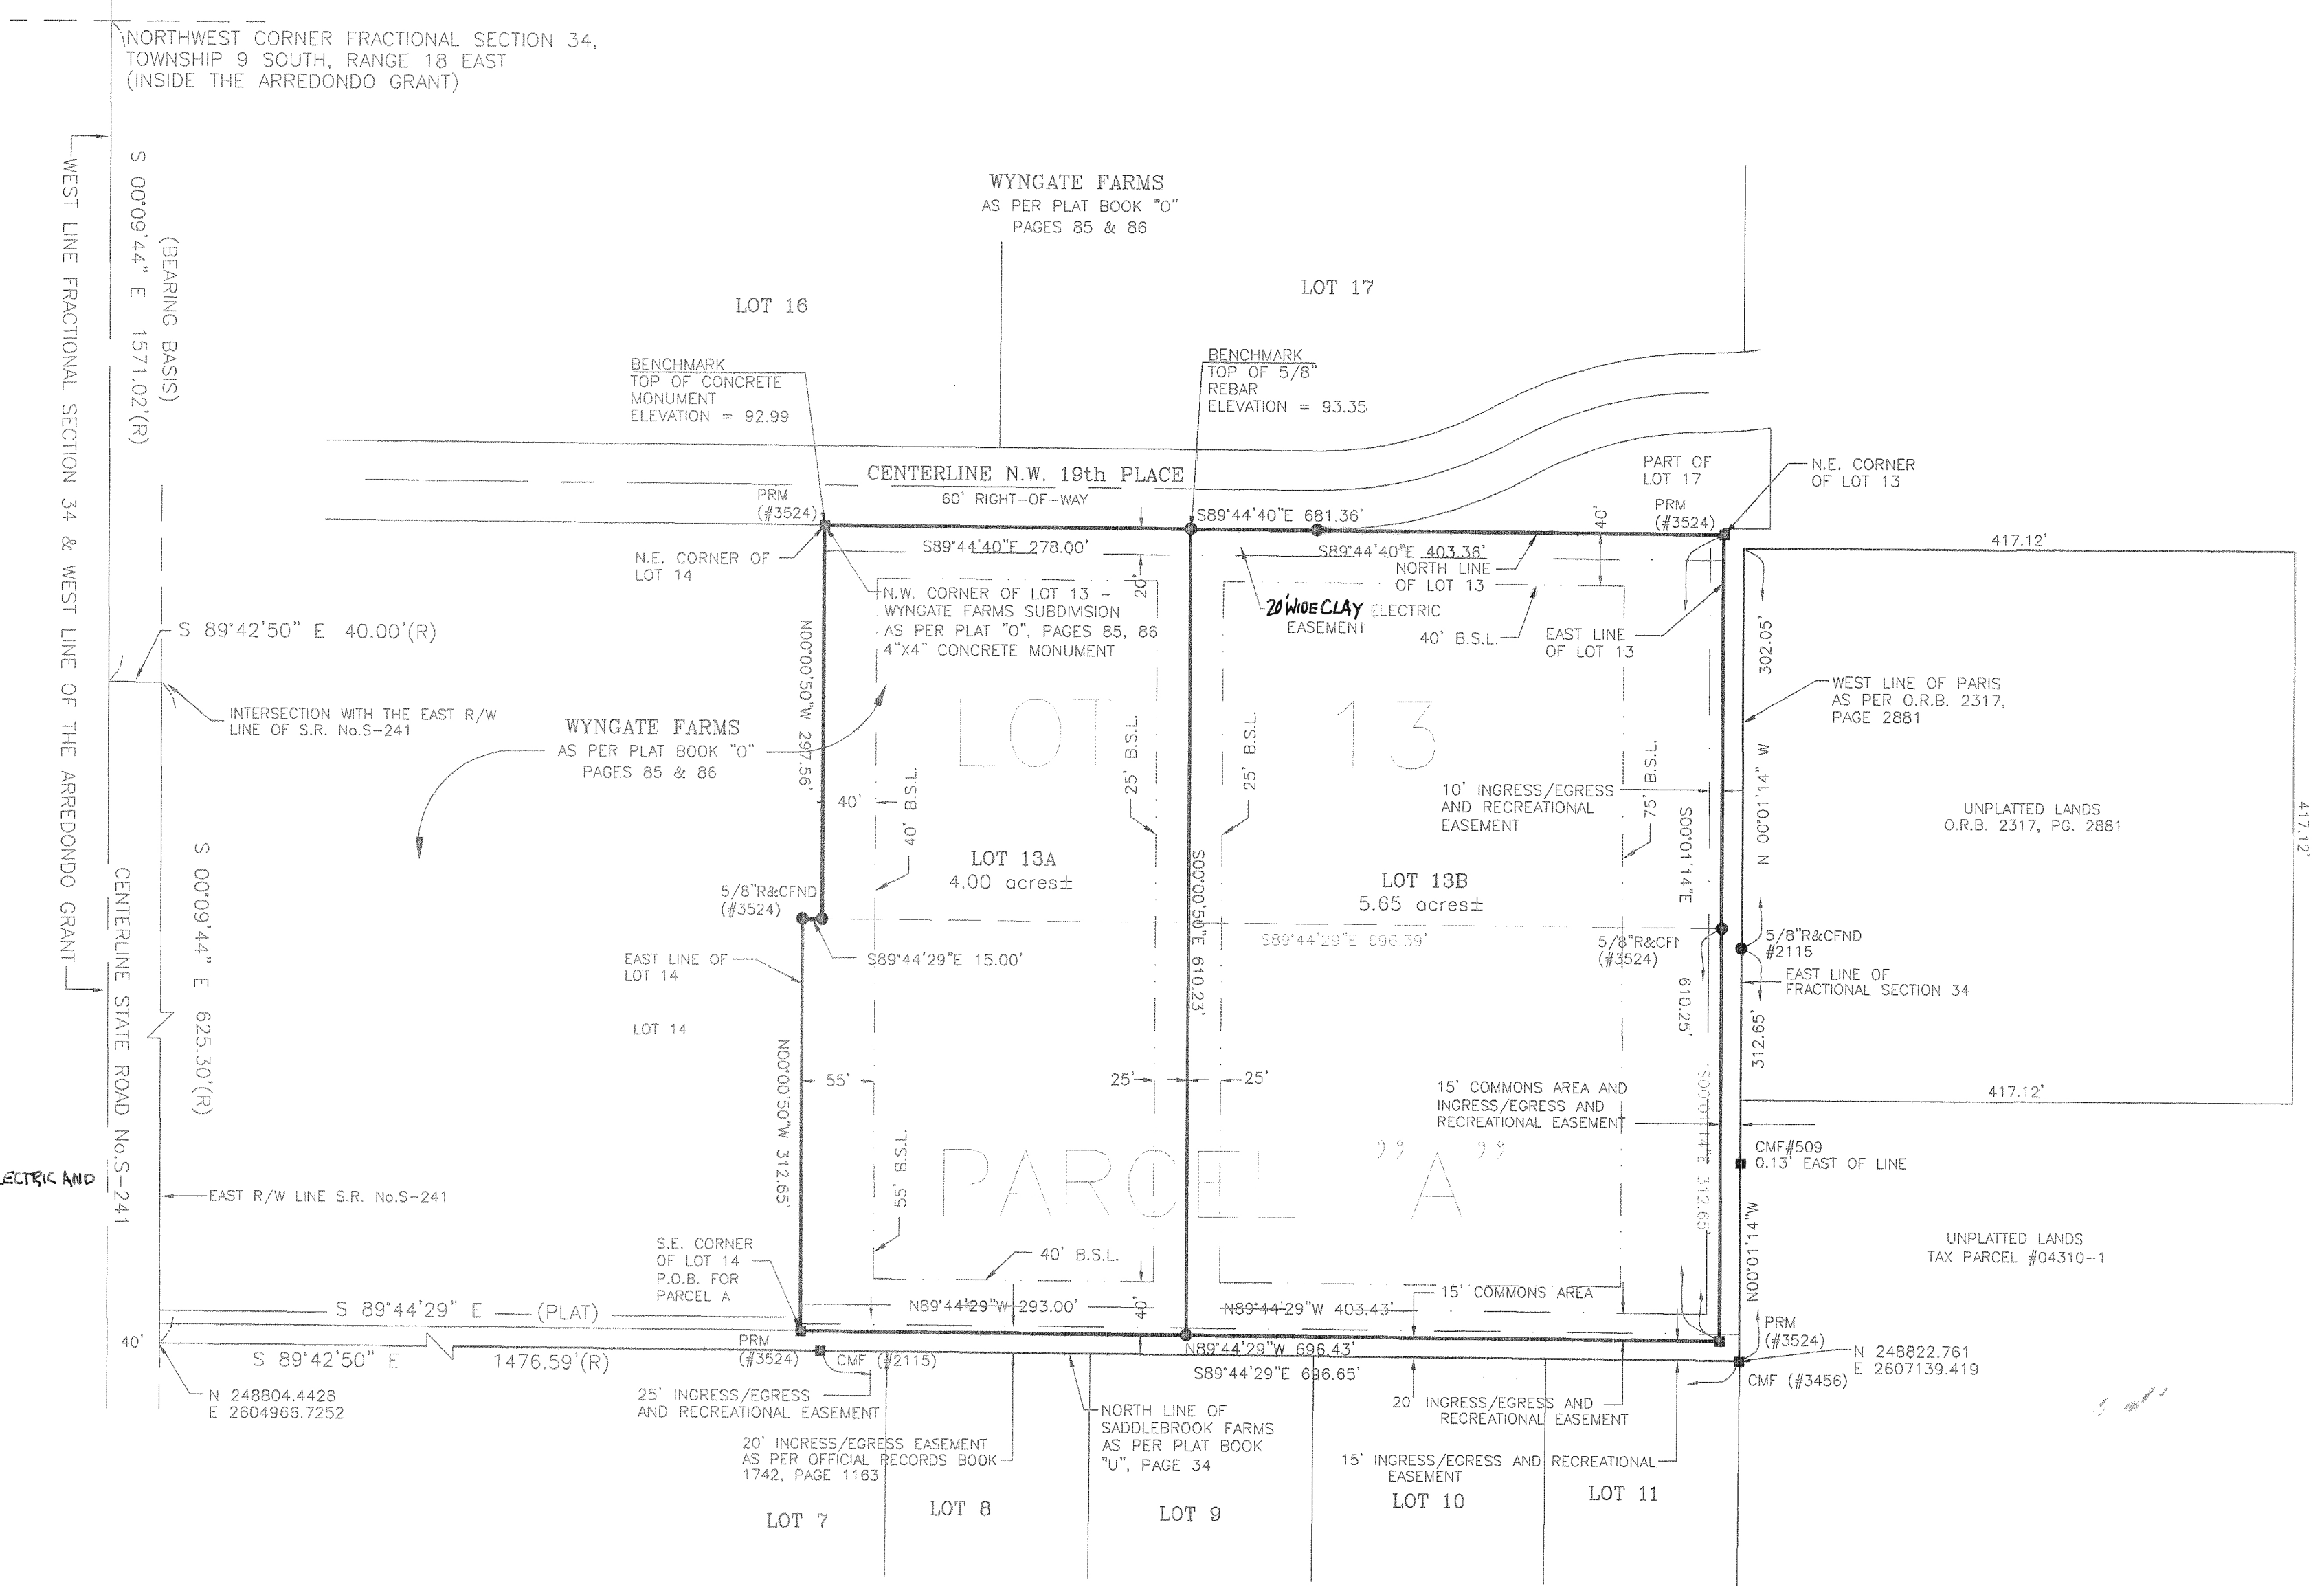 NORTHWEST CORNER FRACTIONAL SECTION 34,
TOWNSHIP 9 SOUTH, RANGE 18 EAST
(INSIDE THE ARREDONDO GRANT)
WEST LINE FRACTIONAL SECTION 34 & WEST LINE OF THE ARREDONDO GRANT
S 00°09'44" E 1571.02'(R)
(BEARING BASIS)
WYNGATE FARMS
AS PER PLAT BOOK "O"
PAGES 85 & 86
LOT 16
LOT 17
BENCHMARK
TOP OF CONCRETE
MONUMENT
ELEVATION = 92.99
BENCHMARK
TOP OF 5/8"
REBAR
ELEVATION = 93.35
CENTERLINE N.W. 19th PLACE
60' RIGHT-OF-WAY
PRM
(#3524)
S89°44'40"E 681.36'
PART OF
LOT 17
PRM
(#3524)
N.E. CORNER
OF LOT 13
40'
N.E. CORNER OF
LOT 14
S89°44'40"E 278.00'
20'
S89°44'40"E 403.36'
NORTH LINE
OF LOT 13
417.12'
N.W. CORNER OF LOT 13 -
WYNGATE FARMS SUBDIVISION
AS PER PLAT "O", PAGES 85, 86
4"X4" CONCRETE MONUMENT
20' WIDE CLAY ELECTRIC
EASEMENT
40' B.S.L.
EAST LINE
OF LOT 13
302.05'
S 89°42'50" E 40.00'(R)
INTERSECTION WITH THE EAST R/W
LINE OF S.R. No.S-241
N00°00'50"W 297.56'
WYNGATE FARMS
AS PER PLAT BOOK "O"
PAGES 85 & 86
LOT 13
25' B.S.L.
25' B.S.L.
75' B.S.L.
WEST LINE OF PARIS
AS PER O.R.B. 2317,
PAGE 2881
N 00°01'14" W
40'
40' B.S.L.
10' INGRESS/EGRESS
AND RECREATIONAL
EASEMENT
S00°01'14"E
610.25'
UNPLATTED LANDS
O.R.B. 2317, PG. 2881
417.12'
LOT 13A
4.00 acres±
LOT 13B
5.65 acres±
S00°00'50"E 610.23'
5/8"R&CFND
(#3524)
S89°44'29"E 15.00'
S89°44'29"E 696.39'
5/8"R&CF
(#3524)
5/8"R&CFND
#2115
EAST LINE OF
FRACTIONAL SECTION 34
CENTERLINE STATE ROAD No.S-241
S 00°09'44" E 625.30'(R)
EAST LINE OF
LOT 14
LOT 14
312.65'
N00°00'50"W 312.65'
55'
25'
25'
15' COMMONS AREA AND
INGRESS/EGRESS AND
RECREATIONAL EASEMENT
S00°01'14"E 312.65'
417.12'
55' B.S.L.
PARCEL "A"
CMF#509
0.13' EAST OF LINE
ECTRIC AND
EAST R/W LINE S.R. No.S-241
N00°01'14"W
UNPLATTED LANDS
TAX PARCEL #04310-1
S.E. CORNER
OF LOT 14
P.O.B. FOR
PARCEL A
40' B.S.L.
15' COMMONS AREA
S 89°44'29" E (PLAT)
N89°44'29"W 293.00'
40'
N89°44'29"W 403.43'
40'
S 89°42'50" E 1476.59'(R)
PRM
(#3524)
CMF (#2115)
N89°44'29"W 696.43'
S89°44'29"E 696.65'
PRM
(#3524)
N 248822.761
E 2607139.419
CMF (#3456)
N 248804.4428
E 2604966.7252
25' INGRESS/EGRESS
AND RECREATIONAL EASEMENT
20' INGRESS/EGRESS EASEMENT
AS PER OFFICIAL RECORDS BOOK
1742, PAGE 1163
NORTH LINE OF
SADDLEBROOK FARMS
AS PER PLAT BOOK
"U", PAGE 34
20' INGRESS/EGRESS AND
RECREATIONAL EASEMENT
15' INGRESS/EGRESS AND RECREATIONAL
EASEMENT
LOT 7
LOT 8
LOT 9
LOT 10
LOT 11